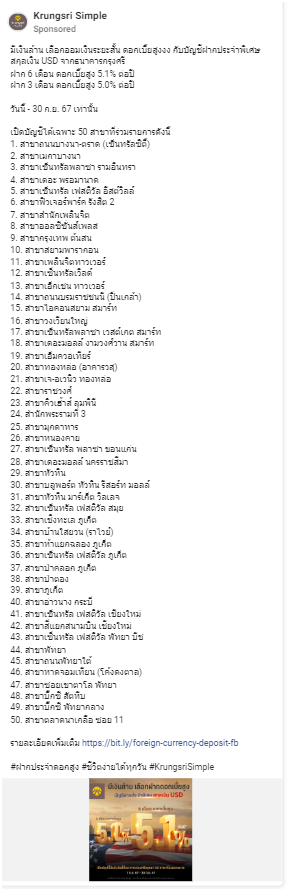 Krungsri Simple
Sponsored
มีเงินล้าน เลือกออมเงินระยะสั้น ดอกเบี้ยสูงงง กับบัญชีฝากประจำพิเศษ
สกุลเงิน USD จากธนาคารกรุงศรี
ฝาก 6 เดือน ดอกเบี้ยสูง 5.1% ต่อปี
ฝาก 3 เดือน ดอกเบี้ยสูง 5.0% ต่อปี
วันนี้ - 30 ก.ย. 67 เท่านั้น
เปิดบัญชีได้เฉพาะ 50 สาขาที่ร่วมรายการดังนี้
1. สาขาถนนบางนา-ตราด (เซ็นทรัลซิตี้)
2. สาขาเมกาบางนา
3. สาขาเซ็นทรัลพลาซา รามอินทรา
4. สาขาเดอะ พรอมานาด
5. สาขาเซ็นทรัล เฟสติวัล อีสต์วิลล์
6. สาขาฟิวเจอร์พาร์ค รังสิต 2
7. สาขาสำนักเพลินจิต
8. สาขาออลซีซั่นส์เพลส
9. สาขากรุงเทพ ต้นสน
10. สาขาสยามพารากอน
11. สาขาเพลินจิตทาวเวอร์
12. สาขาเซ็นทรัลเวิลด์
13. สาขาเอ็กเชน ทาวเวอร์
14. สาขาถนนบรมราชชนนี (ปิ่นเกล้า)
15. สาขาไอคอนสยาม สมาร์ท
16. สาขาวงเวียนใหญ่
17. สาขาเซ็นทรัลพลาซา เวสต์เกต สมาร์ท
18. สาขาเดอะมอลล์ งามวงศ์วาน สมาร์ท
19. สาขาเอ็มควอเทียร์
20. สาขาทองหล่อ (อาคารวสุ)
21. สาขาเจ-อเวนิว ทองหล่อ
22. สาขาราชวงศ์
23. สาขาคิวเฮ้าส์ ลุมพินี
24. สำนักพระรามที่ 3
25. สาขามุกดาหาร
26. สาขาหนองคาย
27. สาขาเซ็นทรัล พลาซา ขอนแก่น
28. สาขาเดอะมอลล์ นครราชสีมา
29. สาขาหัวหิน
30. สาขาบลูพอร์ต หัวหิน รีสอร์ท มอลล์
31. สาขาหัวหิน มาร์เก็ต วิลเลจ
32. สาขาเซ็นทรัล เฟสติวัล สมุย
33. สาขาเชิงทะเล ภูเก็ต
34. สาขาบ้านไสยวน (ราไวย์)
35. สาขาห้าแยกฉลอง ภูเก็ต
36. สาขาเซ็นทรัล เฟสติวัล ภูเก็ต
37. สาขาป่าคลอก ภูเก็ต
38. สาขาป่าตอง
39. สาขาภูเก็ต
40. สาขาอ่าวนาง กระบี่
41. สาขาเซ็นทรัล เฟสติวัล เชียงใหม่
42. สาขาสี่แยกสนามบิน เชียงใหม่
43. สาขาเซ็นทรัล เฟสติวัล พัทยา บีช
44. สาขาพัทยา
45. สาขาถนนพัทยาใต้
46. สาขาหาดจอมเทียน (โค้งดงตาล)
47. สาขาซอยเขาตาโล พัทยา
48. สาขาบิ๊กซี สัตหีบ
49. สาขาบิ๊กซี พัทยากลาง
50. สาขาตลาดนาเกลือ ซอย 11
รายละเอียดเพิ่มเติม https://bit.ly/foreign-currency-deposit-fb
#ฝากประจำดอกสูง #ชีวิตง่ายได้ทุกวัน #KrungsriSimple
มีเงินล้าน เลือกฝากดอกเบี้ยสูง
5.1%